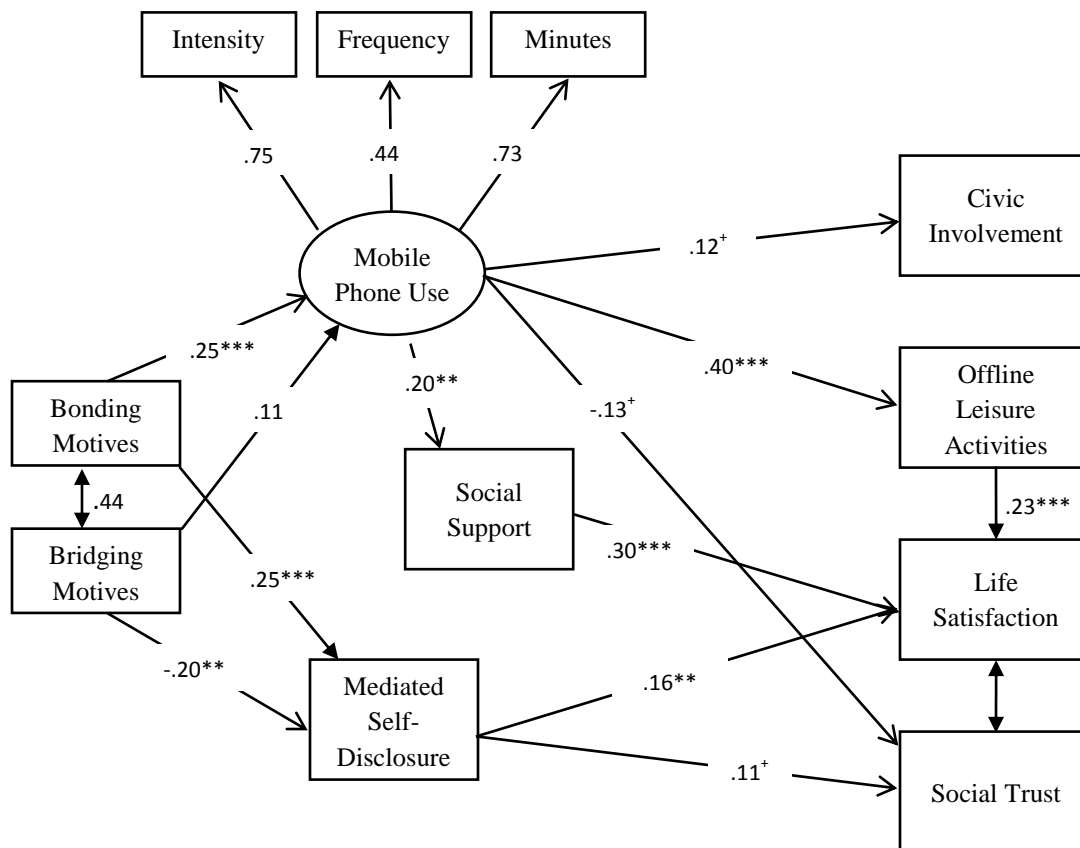 Intensity
Frequency
Minutes
.75
.44
.73
Civic
Involvement
Mobile
Phone Use
.12⁺
.25***
.20**
.40***
Offline
Leisure
Activities
Bonding
Motives
.11
-.13⁺
.44
Social
Support
.23***
Bridging
Motives
.25***
.30***
Life
Satisfaction
-.20**
Mediated
Self-
Disclosure
.16**
.11⁺
Social Trust